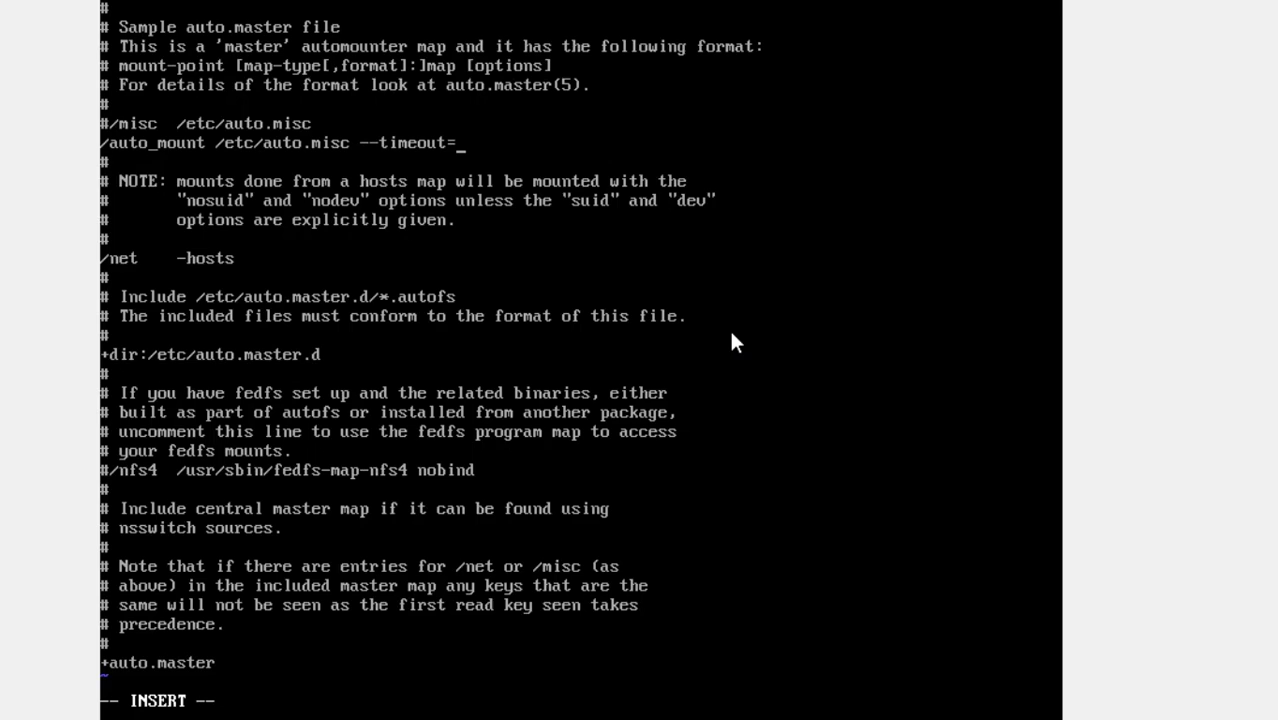 #
# Sample auto.master file
# This is a 'master' automounter map and it has the following format:
# mount-point [map-type[,format]:]map [options]
# For details of the format look at auto.master(5).
#
#/misc  /etc/auto.misc
/auto_mount /etc/auto.misc --timeout=_
#
# NOTE: mounts done from a hosts map will be mounted with the
#       "nosuid" and "nodev" options unless the "suid" and "dev"
#       options are explicitly given.
#
/net    -hosts
#
# Include /etc/auto.master.d/*.autofs
# The included files must conform to the format of this file.
#
+dir:/etc/auto.master.d
#
# If you have fedfs set up and the related binaries, either
# built as part of autofs or installed from another package,
# uncomment this line to use the fedfs program map to access
# your fedfs mounts.
#/nfs4  /usr/sbin/fedfs-map-nfs4 nobind
#
# Include central master map if it can be found using
# nsswitch sources.
#
# Note that if there are entries for /net or /misc (as
# above) in the included master map any keys that are the
# same will not be seen as the first read key seen takes
# precedence.
#
+auto.master
~
-- INSERT --